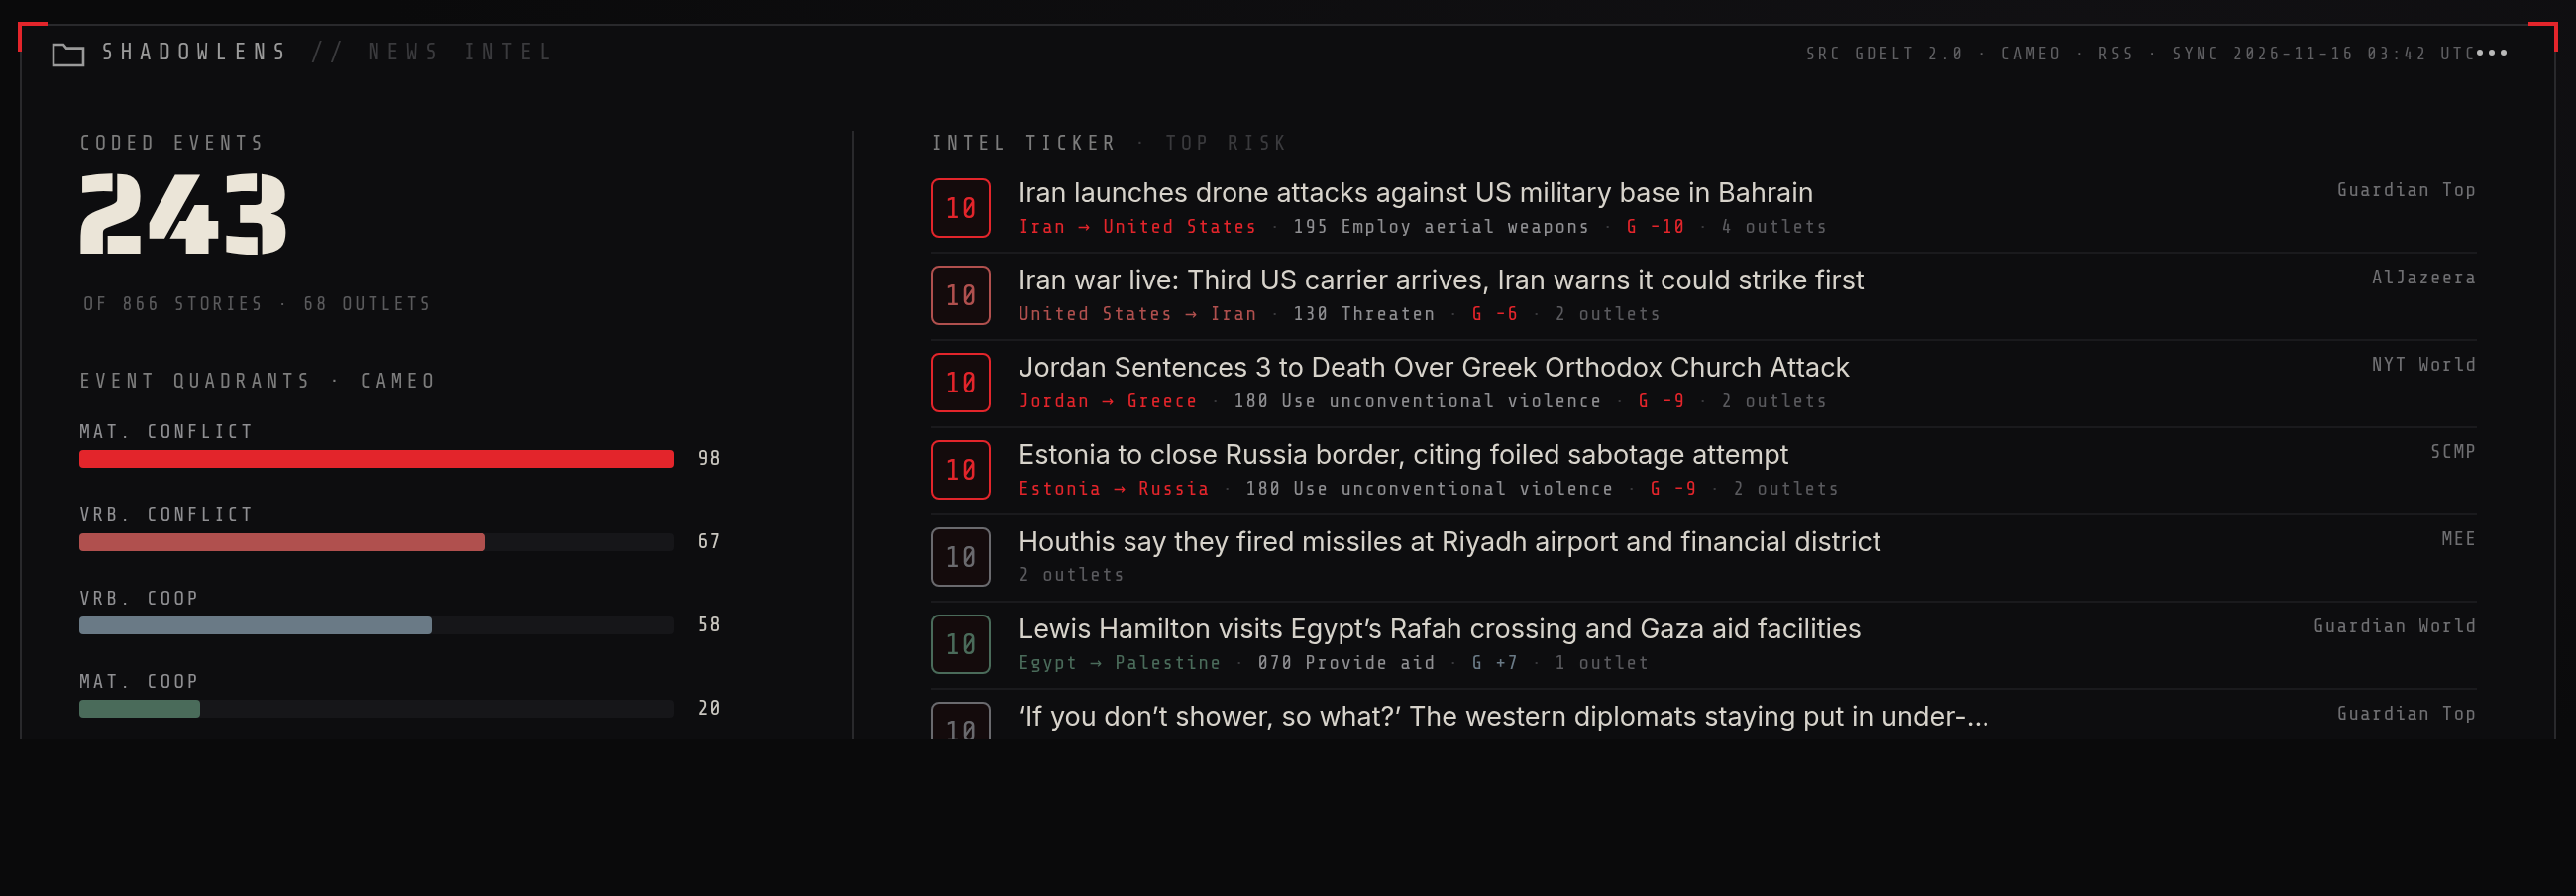 SHADOWLENS // NEWS INTEL
SRC GDELT 2.0 · CAMEO · RSS · SYNC 2026-11-16 03:42 UTC
CODED EVENTS
243
OF 866 STORIES · 68 OUTLETS
EVENT QUADRANTS · CAMEO
MAT. CONFLICT
98
VRB. CONFLICT
67
VRB. COOP
58
MAT. COOP
20
INTEL TICKER · TOP RISK
10
Iran launches drone attacks against US military base in Bahrain
Guardian Top
Iran → United States · 195 Employ aerial weapons · G -10 · 4 outlets
10
Iran war live: Third US carrier arrives, Iran warns it could strike first
AlJazeera
United States → Iran · 130 Threaten · G -6 · 2 outlets
10
Jordan Sentences 3 to Death Over Greek Orthodox Church Attack
NYT World
Jordan → Greece · 180 Use unconventional violence · G -9 · 2 outlets
10
Estonia to close Russia border, citing foiled sabotage attempt
SCMP
Estonia → Russia · 180 Use unconventional violence · G -9 · 2 outlets
10
Houthis say they fired missiles at Riyadh airport and financial district
MEE
2 outlets
10
Lewis Hamilton visits Egypt’s Rafah crossing and Gaza aid facilities
Guardian World
Egypt → Palestine · 070 Provide aid · G +7 · 1 outlet
10
‘If you don’t shower, so what?’ The western diplomats staying put in under-…
Guardian Top